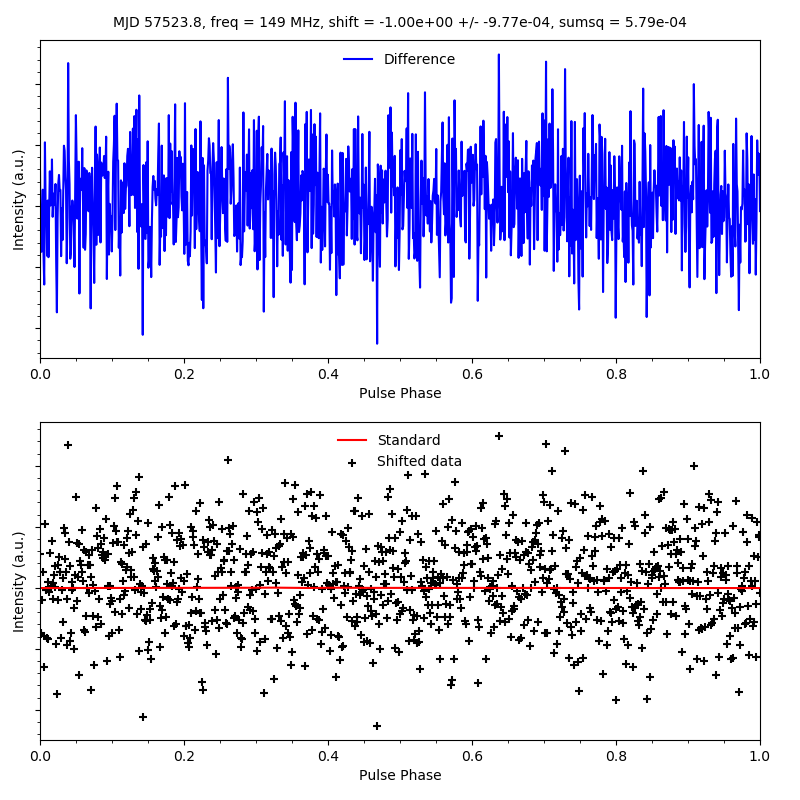 MJD 57523.8, freq = 149 MHz, shift = -1.00e+00 +/- -9.77e-04, sumsq = 5.79e-04
Difference
Intensity (a.u.)
0.0 0.2 0.4 0.6 0.8 1.0
Pulse Phase
Standard
Shifted data
Intensity (a.u.)
0.0 0.2 0.4 0.6 0.8 1.0
Pulse Phase